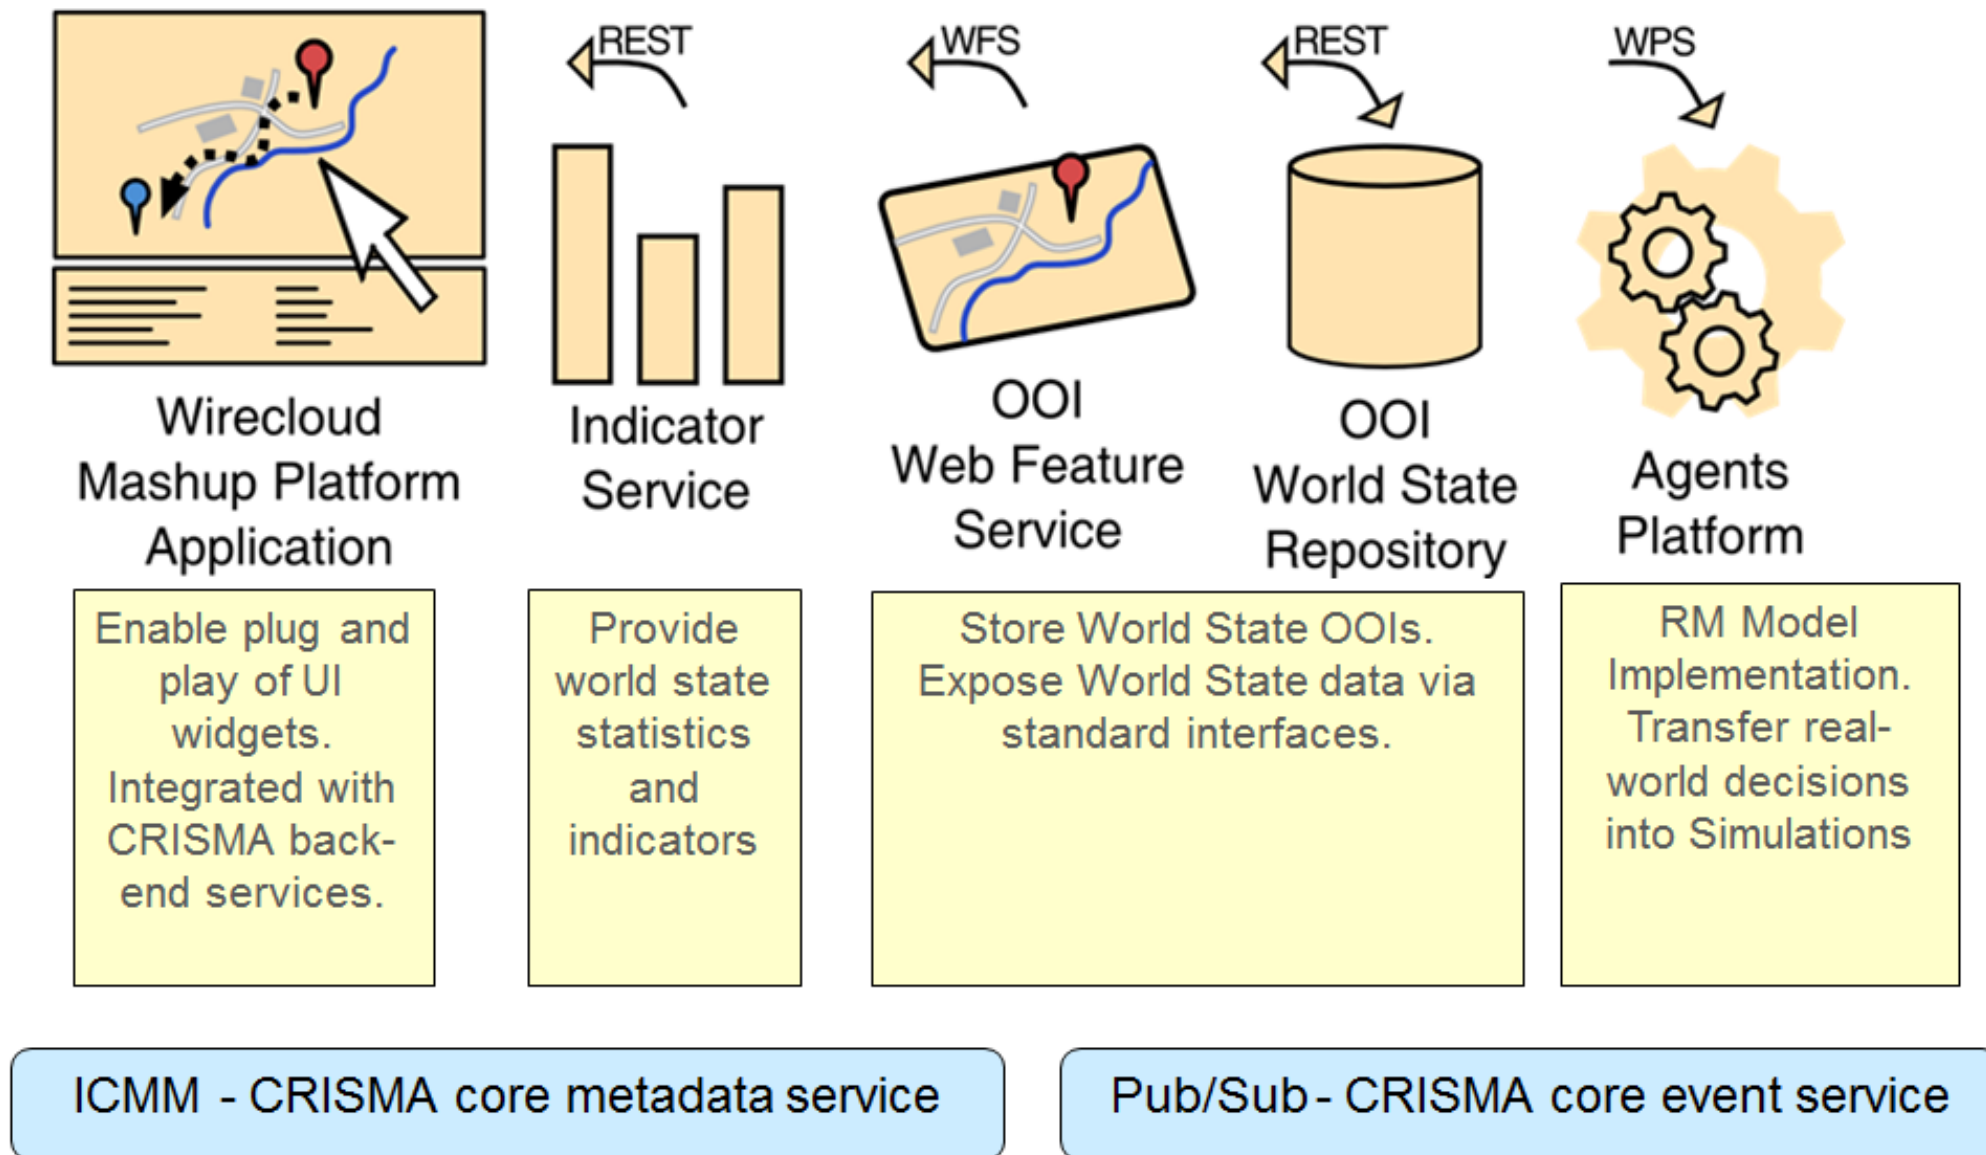 REST
WFS
REST
WPS
Wirecloud
Mashup Platform
Application
Indicator
Service
OOI
Web Feature
Service
OOI
World State
Repository
Agents
Platform
Enable plug and
play of UI
widgets.
Integrated with
CRISMA back-
end services.
Provide
world state
statistics
and
indicators
Store World State OOIs.
Expose World State data via
standard interfaces.
RM Model
Implementation.
Transfer real-
world decisions
into Simulations
ICMM - CRISMA core metadata service
Pub/Sub - CRISMA core event service